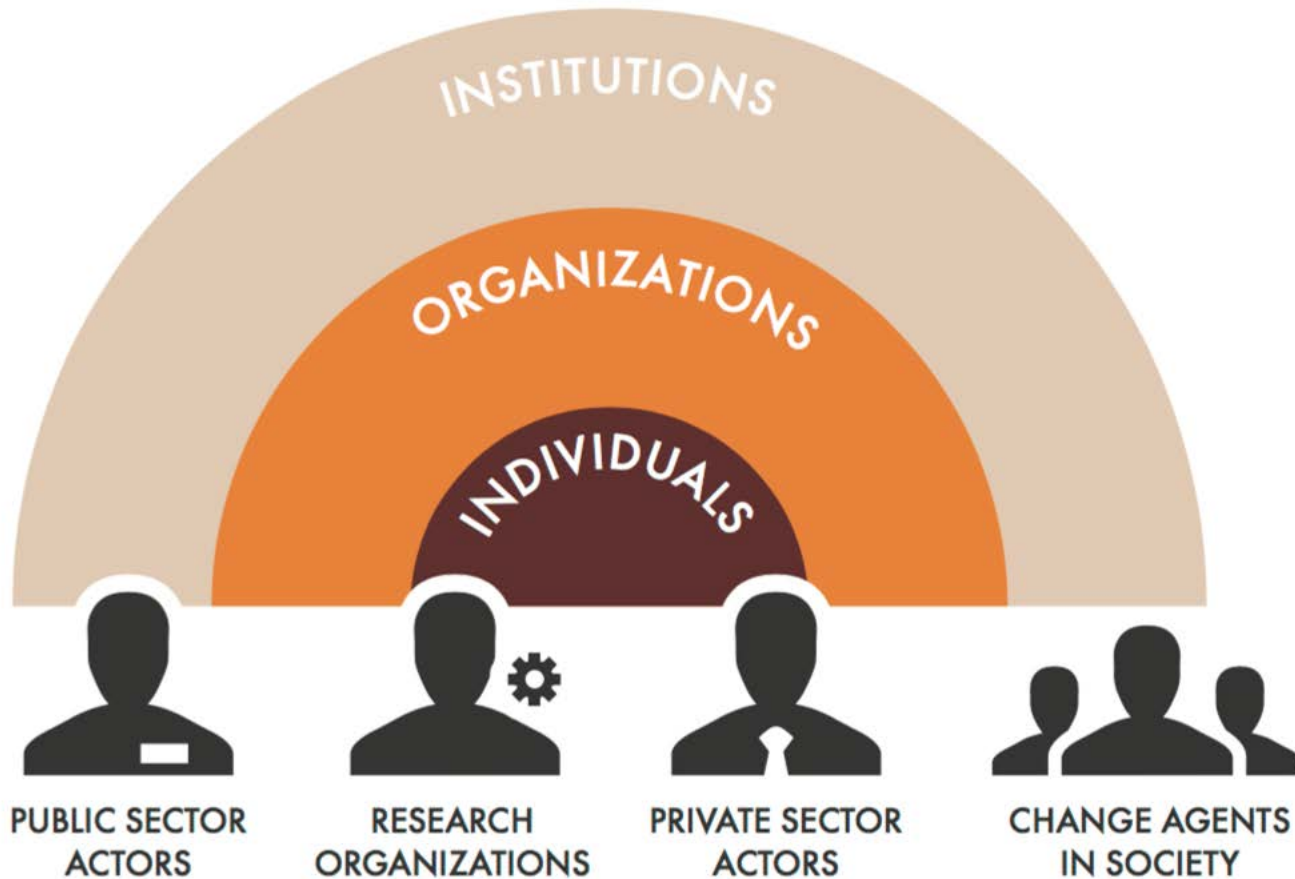 INSTITUTIONS
ORGANIZATIONS
INDIVIDUALS
PUBLIC SECTOR
ACTORS
RESEARCH
ORGANIZATIONS
PRIVATE SECTOR
ACTORS
CHANGE AGENTS
IN SOCIETY